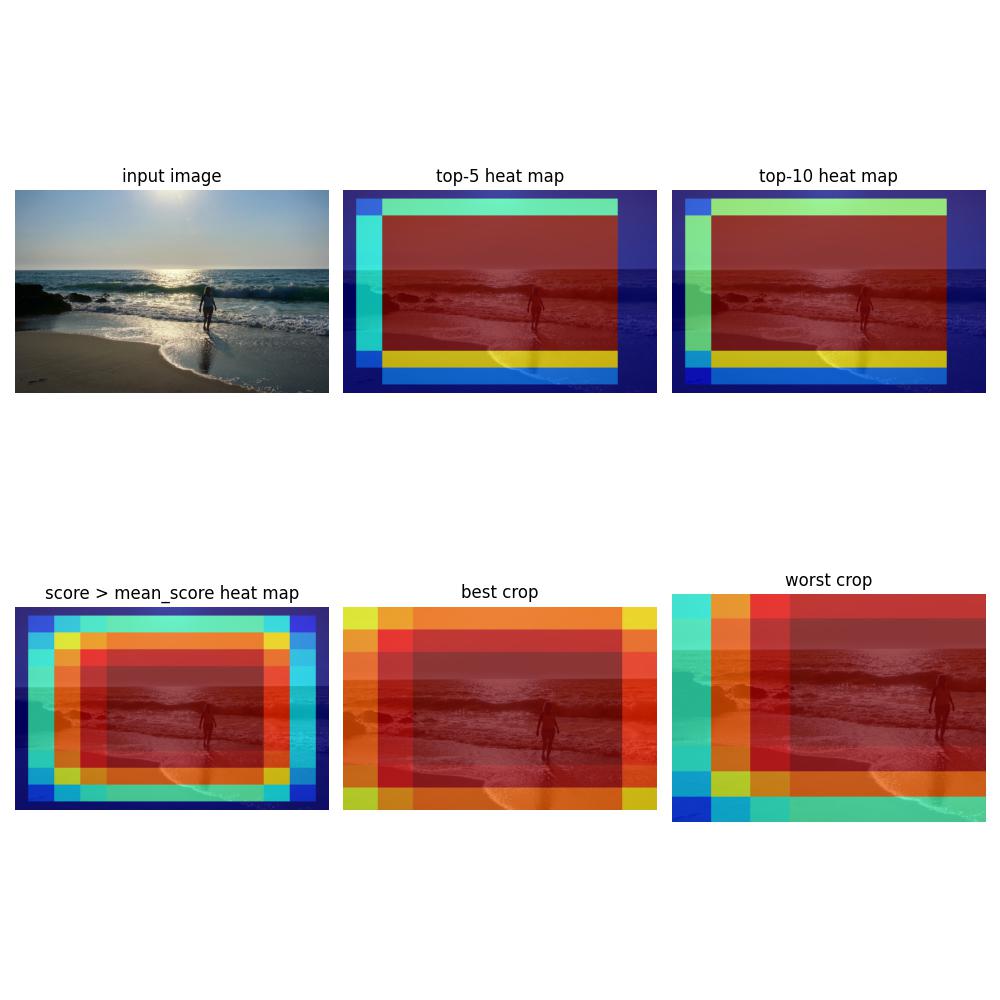 input image
top-5 heat map
top-10 heat map
score > mean_score heat map
best crop
worst crop